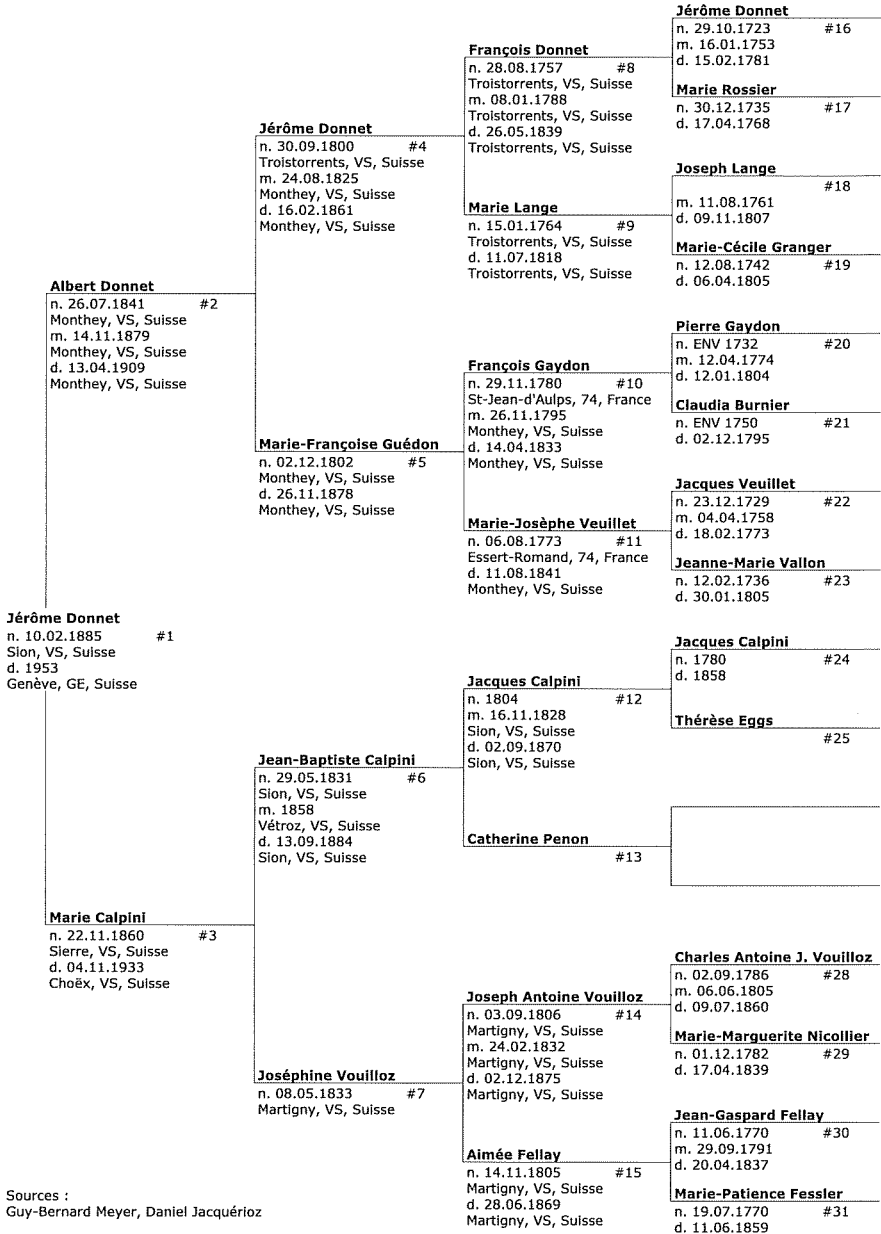 Jérôme Donnet
n. 10.02.1885 #1
Sion, VS, Suisse
d. 1953
Genève, GE, Suisse
Albert Donnet
n. 26.07.1841 #2
Monthey, VS, Suisse
m. 14.11.1879
Monthey, VS, Suisse
d. 13.04.1909
Monthey, VS, Suisse
Marie Calpini
n. 22.11.1860 #3
Sierre, VS, Suisse
d. 04.11.1933
Choëx, VS, Suisse
Jérôme Donnet
n. 30.09.1800 #4
Troistorrents, VS, Suisse
m. 24.08.1825
Monthey, VS, Suisse
d. 16.02.1861
Monthey, VS, Suisse
Marie-Françoise Guédon
n. 02.12.1802 #5
Monthey, VS, Suisse
d. 26.11.1878
Monthey, VS, Suisse
Jean-Baptiste Calpini
n. 29.05.1831 #6
Sion, VS, Suisse
m. 1858
Vétroz, VS, Suisse
d. 13.09.1884
Sion, VS, Suisse
Joséphine Vouilloz
n. 08.05.1833 #7
Martigny, VS, Suisse
François Donnet
n. 28.08.1757 #8
Troistorrents, VS, Suisse
m. 08.01.1788
Troistorrents, VS, Suisse
d. 26.05.1839
Troistorrents, VS, Suisse
Marie Lange
n. 15.01.1764 #9
Troistorrents, VS, Suisse
d. 11.07.1818
Troistorrents, VS, Suisse
François Gaydon
n. 29.11.1780 #10
St-Jean-d'Aulps, 74, France
m. 26.11.1795
Monthey, VS, Suisse
d. 14.04.1833
Monthey, VS, Suisse
Marie-Josèphe Veuillet
n. 06.08.1773 #11
Essert-Romand, 74, France
d. 11.08.1841
Monthey, VS, Suisse
Jacques Calpini
n. 1804 #12
m. 16.11.1828
Sion, VS, Suisse
d. 02.09.1870
Sion, VS, Suisse
Catherine Penon
#13
Joseph Antoine Vouilloz
n. 03.09.1806 #14
Martigny, VS, Suisse
m. 24.02.1832
Martigny, VS, Suisse
d. 02.12.1875
Martigny, VS, Suisse
Aimée Fellay
n. 14.11.1805 #15
Martigny, VS, Suisse
d. 28.06.1869
Martigny, VS, Suisse
Jérôme Donnet
n. 29.10.1723 #16
m. 16.01.1753
d. 15.02.1781
Marie Rossier
n. 30.12.1735 #17
d. 17.04.1768
Joseph Lange
#18
m. 11.08.1761
d. 09.11.1807
Marie-Cécile Granger
n. 12.08.1742 #19
d. 06.04.1805
Pierre Gaydon
n. ENV 1732 #20
m. 12.04.1774
d. 12.01.1804
Claudia Burnier
n. ENV 1750 #21
d. 02.12.1795
Jacques Veuillet
n. 23.12.1729 #22
m. 04.04.1758
d. 18.02.1773
Jeanne-Marie Vallon
n. 12.02.1736 #23
d. 30.01.1805
Jacques Calpini
n. 1780 #24
d. 1858
Thérèse Eggs
#25
Charles Antoine J. Vouilloz
n. 02.09.1786 #28
m. 06.06.1805
d. 09.07.1860
Marie-Marguerite Nicollier
n. 01.12.1782 #29
d. 17.04.1839
Jean-Gaspard Fellay
n. 11.06.1770 #30
m. 29.09.1791
d. 20.04.1837
Marie-Patience Fessler
n. 19.07.1770 #31
d. 11.06.1859
Sources :
Guy-Bernard Meyer, Daniel Jacquérioz